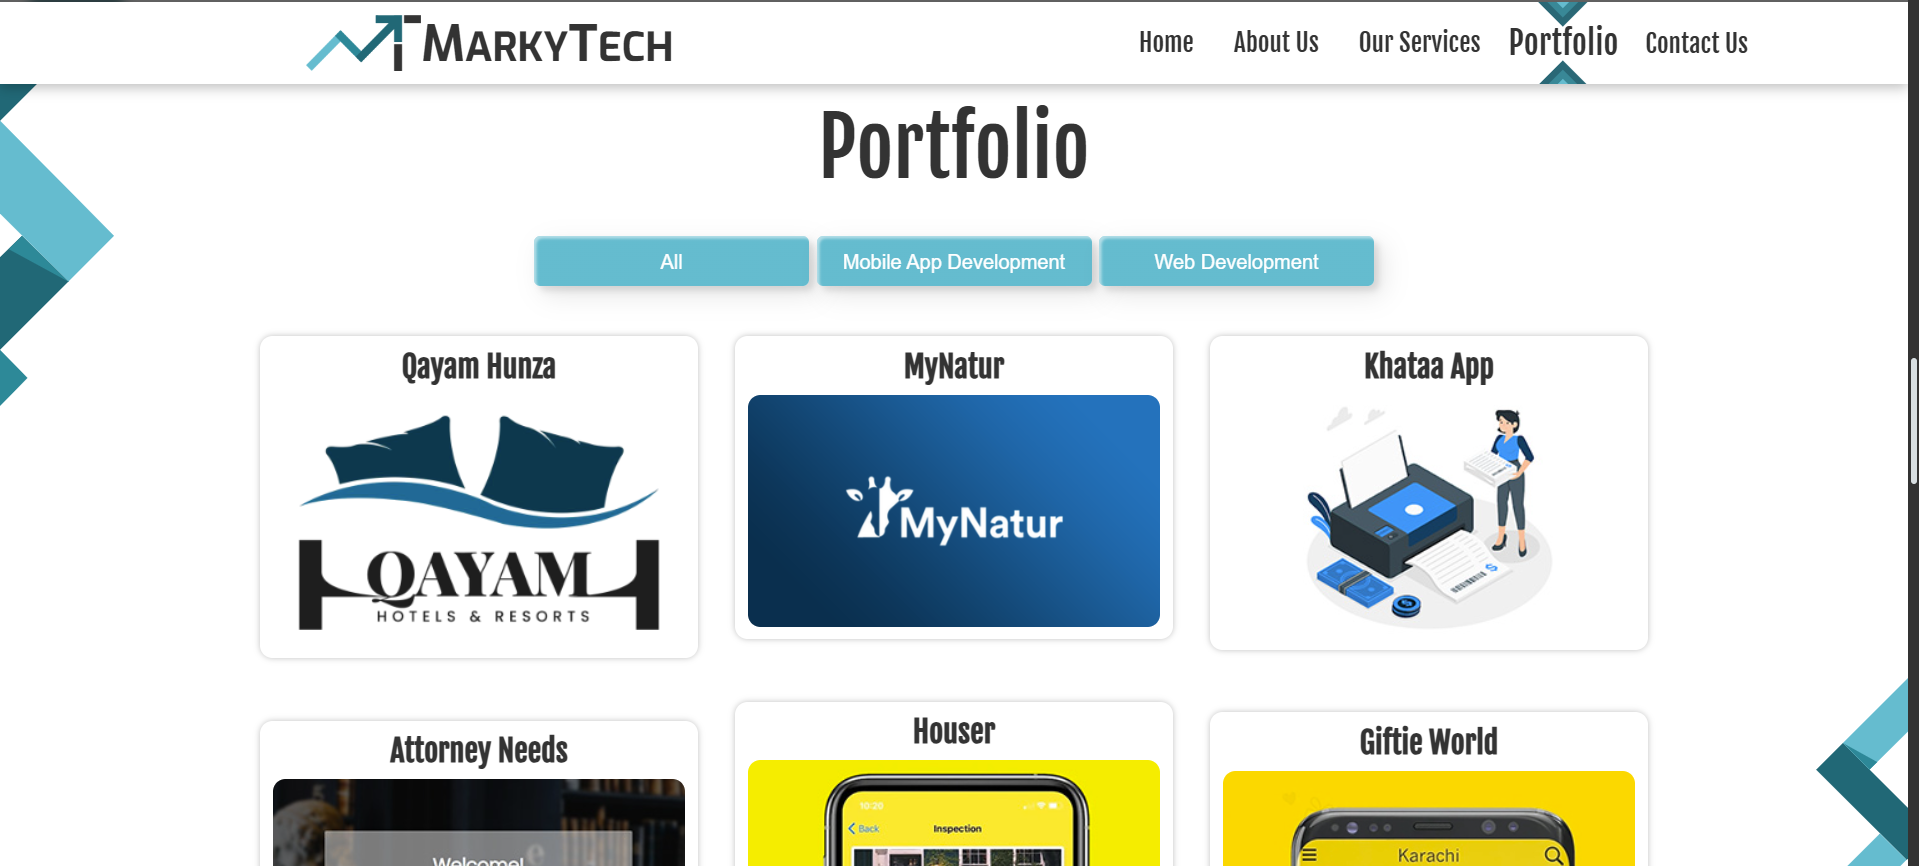 MARKYTECH
Home About Us Our Services Portfolio Contact Us
Portfolio
All Mobile App Development Web Development
Qayam Hunza
MyNatur
Khataa App
QAYAM
HOTELS & RESORTS
MyNatur
Attorney Needs
Houser
Giftie World
Welcome!
10:20
Back Inspection
Karachi